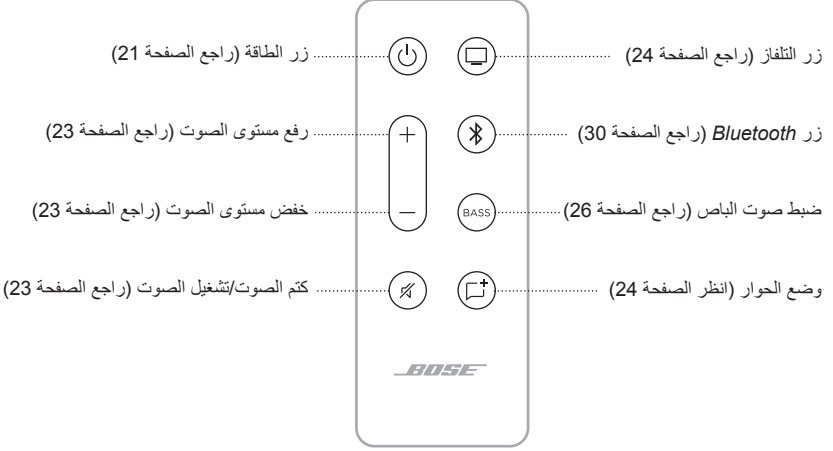 زر التلفاز (راجع الصفحة 24)
زر الطاقة (راجع الصفحة 21)
زر Bluetooth (راجع الصفحة 30)
رفع مستوى الصوت (راجع الصفحة 23)
ضبط صوت الباص (راجع الصفحة 26)
BASS
خفض مستوى الصوت (راجع الصفحة 23)
وضع الحوار (انظر الصفحة 24)
كتم الصوت/تشغيل الصوت (راجع الصفحة 23)
BOSE